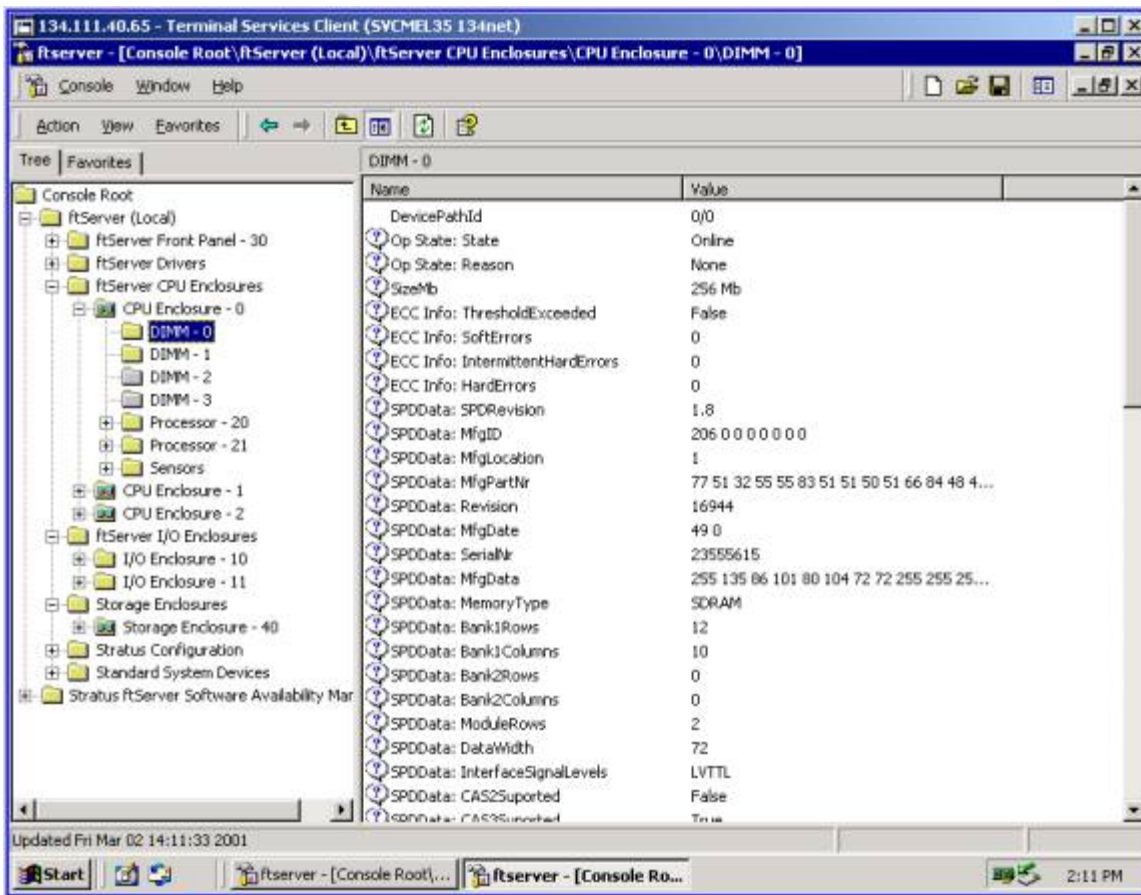 134.111.40.65 - Terminal Services Client (SVCMEL35 134net)
ftserver - [Console Root\ftServer (Local)\ftServer CPU Enclosures\CPU Enclosure - 0\DIMM - 0]
Console Window Help
Action View Favorites
Tree Favorites
DIMM - 0
Console Root
ftServer (Local)
ftServer Front Panel - 30
ftServer Drivers
ftServer CPU Enclosures
CPU Enclosure - 0
DIMM - 0
DIMM - 1
DIMM - 2
DIMM - 3
Processor - 20
Processor - 21
Sensors
CPU Enclosure - 1
CPU Enclosure - 2
ftServer I/O Enclosures
I/O Enclosure - 10
I/O Enclosure - 11
Storage Enclosures
Storage Enclosure - 40
Stratus Configuration
Standard System Devices
Stratus ftServer Software Availability Mar
Name Value
DevicePathId 0/0
Op State: State Online
Op State: Reason None
SizeMb 256 Mb
ECC Info: ThresholdExceeded False
ECC Info: SoftErrors 0
ECC Info: IntermittentHardErrors 0
ECC Info: HardErrors 0
SPDData: SPDRevision 1.8
SPDData: MfgID 206 0 0 0 0 0 0 0
SPDData: MfgLocation 1
SPDData: MfgPartNr 77 51 32 55 55 83 51 51 50 51 66 84 48 4...
SPDData: Revision 16944
SPDData: MfgDate 49 0
SPDData: SerialNr 23555615
SPDData: MfgData 255 135 86 101 80 104 72 72 255 255 25...
SPDData: MemoryType SDRAM
SPDData: Bank1Rows 12
SPDData: Bank1Columns 10
SPDData: Bank2Rows 0
SPDData: Bank2Columns 0
SPDData: ModuleRows 2
SPDData: DataWidth 72
SPDData: InterfaceSignalLevels LVTTL
SPDData: CAS2Suported False
SPDData: CAS3Suported True
Updated Fri Mar 02 14:11:33 2001
Start ftserver - [Console Root\... ftserver - [Console Ro... 2:11 PM